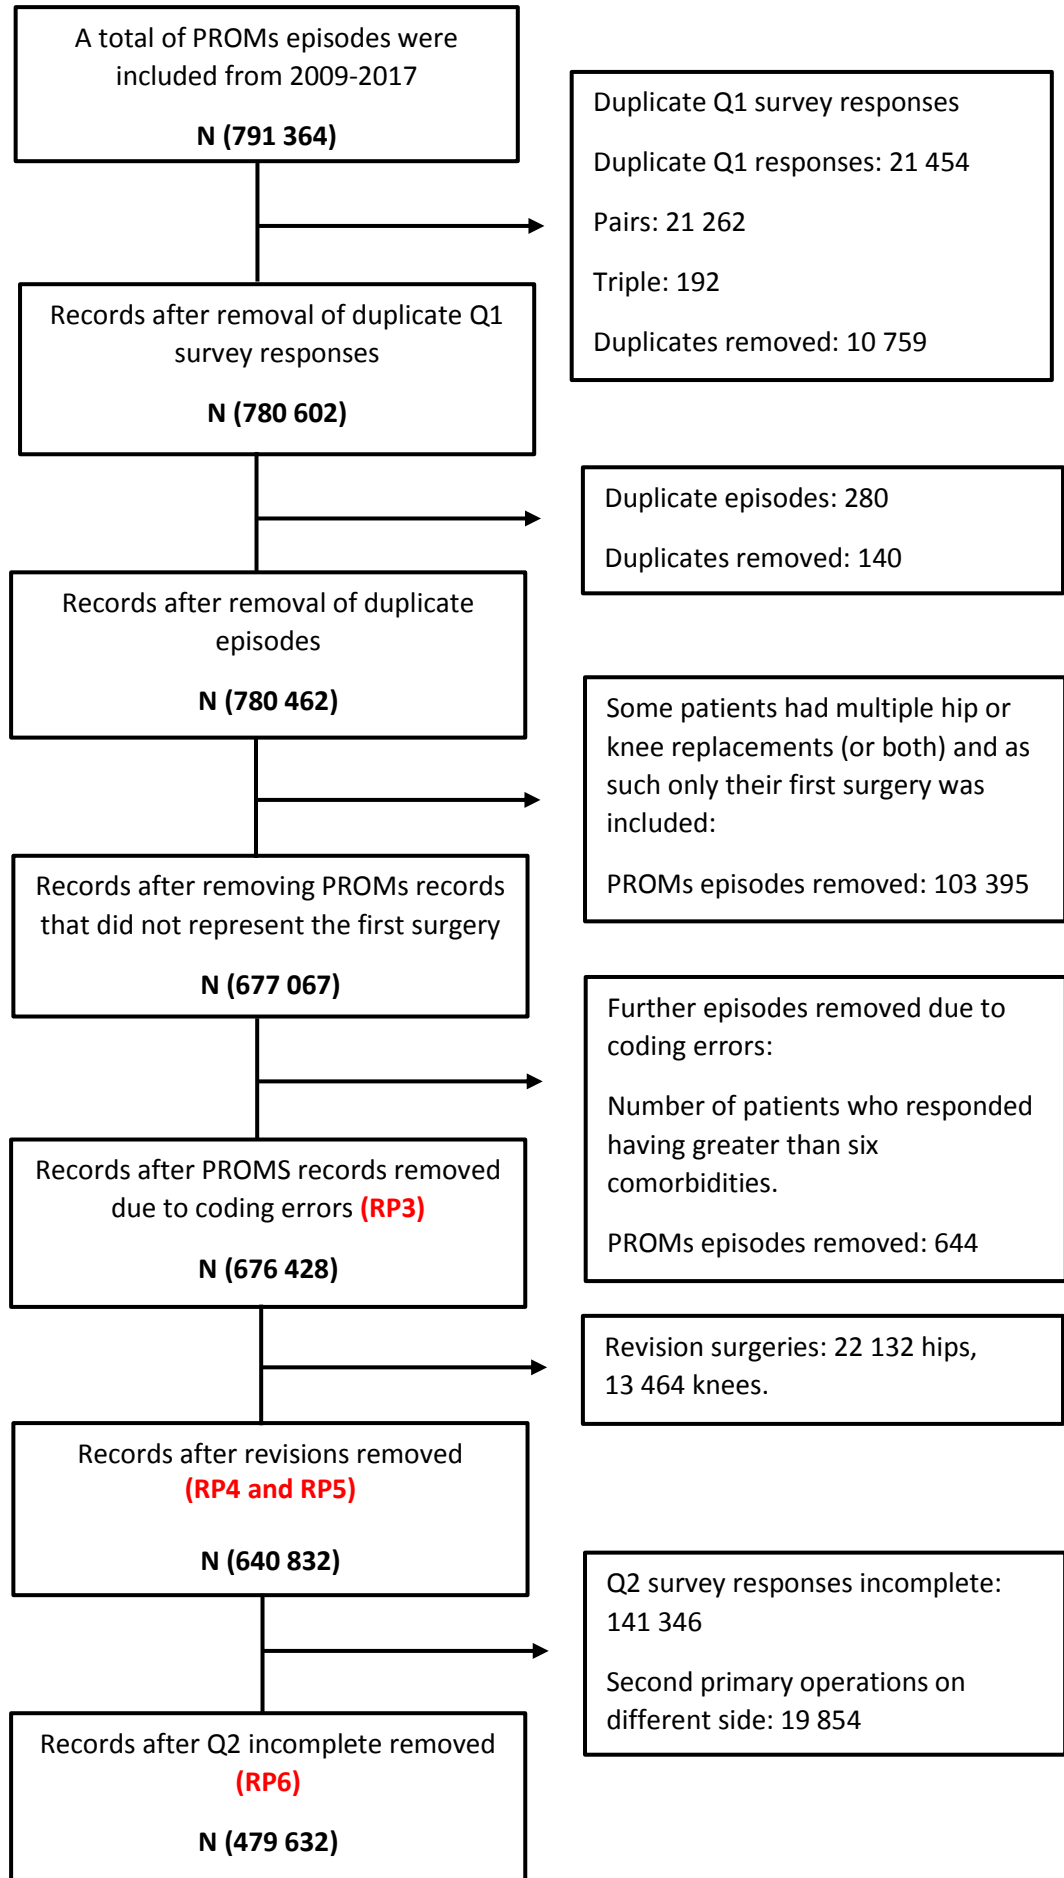 A total of PROMs episodes were
included from 2009-2017
N (791 364)
Duplicate Q1 survey responses
Duplicate Q1 responses: 21 454
Pairs: 21 262
Triple: 192
Duplicates removed: 10 759
Records after removal of duplicate Q1
survey responses
N (780 602)
Duplicate episodes: 280
Duplicates removed: 140
Records after removal of duplicate
episodes
N (780 462)
Some patients had multiple hip or
knee replacements (or both) and as
such only their first surgery was
included:
PROMs episodes removed: 103 395
Records after removing PROMs records
that did not represent the first surgery
N (677 067)
Further episodes removed due to
coding errors:
Number of patients who responded
having greater than six
comorbidities.
PROMs episodes removed: 644
Records after PROMS records removed
due to coding errors (RP3)
N (676 428)
Revision surgeries: 22 132 hips,
13 464 knees.
Records after revisions removed
(RP4 and RP5)
N (640 832)
Q2 survey responses incomplete:
141 346
Second primary operations on
different side: 19 854
Records after Q2 incomplete removed
(RP6)
N (479 632)